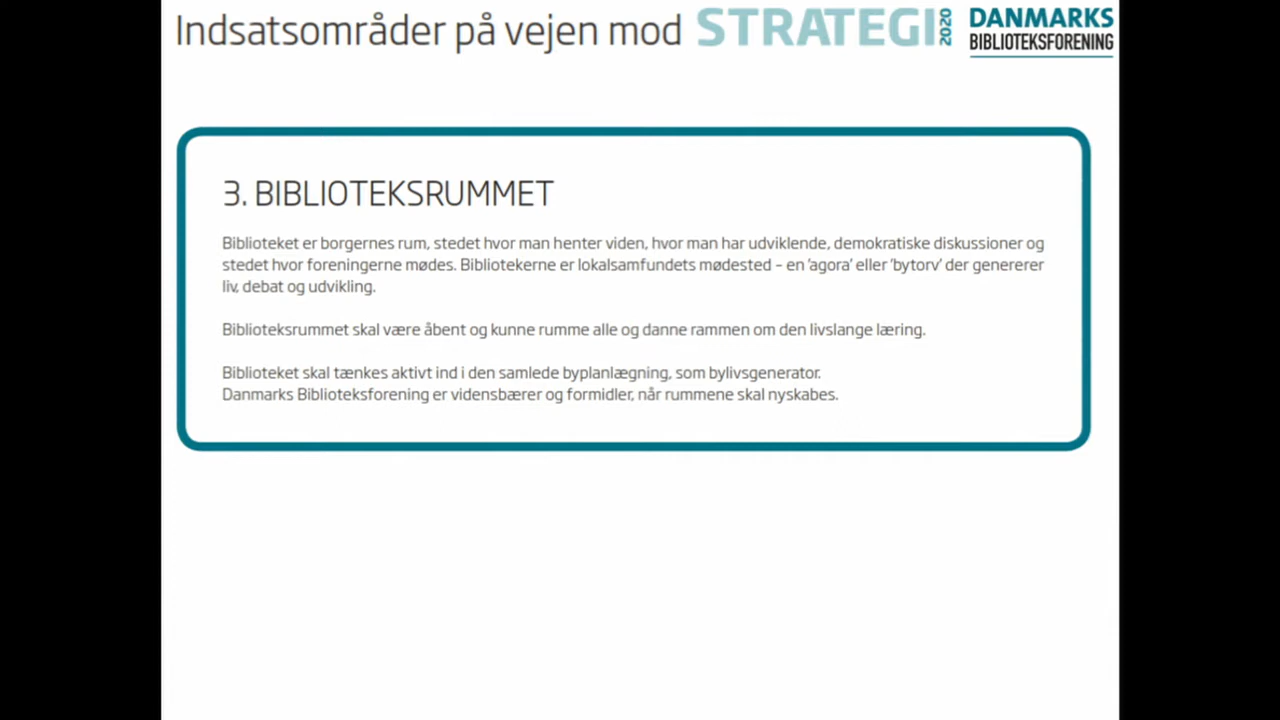 Indsatsområder på vejen mod STRATEGI 2020
DANMARKS
BIBLIOTEKSFORENING
3. BIBLIOTEKSRUMMET
Biblioteket er borgernes rum, stedet hvor man henter viden, hvor man har udviklende, demokratiske diskussioner og
stedet hvor foreningerne mødes. Bibliotekerne er lokalsamfundets mødested – en 'agora' eller 'bytorv' der genererer
liv, debat og udvikling.
Biblioteksrummet skal være åbent og kunne rumme alle og danne rammen om den livslange læring.
Biblioteket skal tænkes aktivt ind i den samlede byplanlægning, som bylivsgenerator.
Danmarks Biblioteksforening er vidensbærer og formidler, når rummene skal nyskabes.